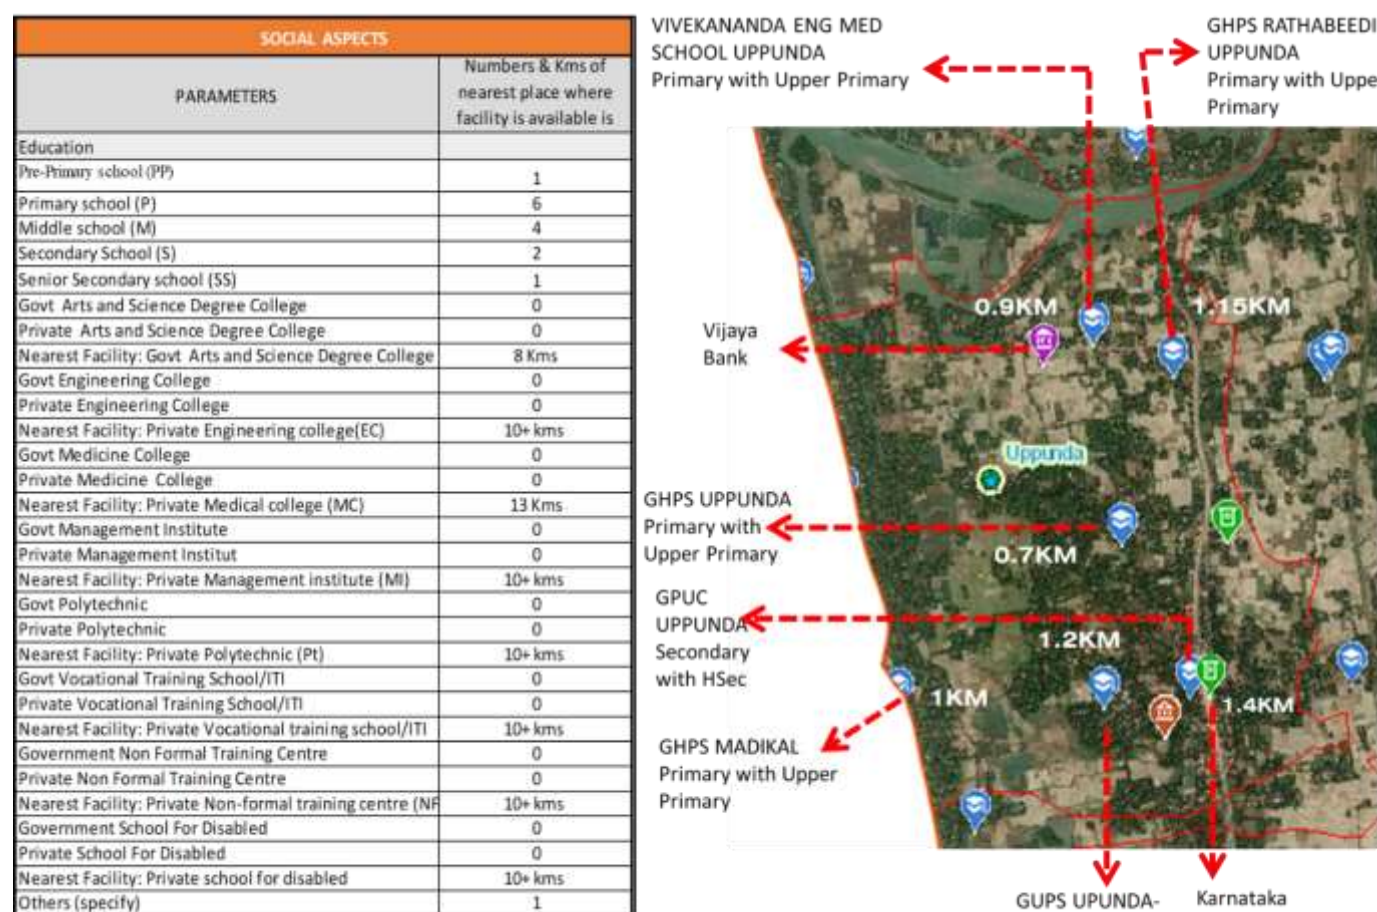 SOCIAL ASPECTS
PARAMETERS
Numbers & Kms of
nearest place where
facility is available is
Education
Pre-Primary school (PP) 1
Primary school (P) 6
Middle school (M) 4
Secondary School (S) 2
Senior Secondary school (SS) 1
Govt Arts and Science Degree College 0
Private Arts and Science Degree College 0
Nearest Facility: Govt Arts and Science Degree College 8 Kms
Govt Engineering College 0
Private Engineering College 0
Nearest Facility: Private Engineering college(EC) 10+ kms
Govt Medicine College 0
Private Medicine College 0
Nearest Facility: Private Medical college (MC) 13 Kms
Govt Management Institute 0
Private Management Institut 0
Nearest Facility: Private Management institute (MI) 10+ kms
Govt Polytechnic 0
Private Polytechnic 0
Nearest Facility: Private Polytechnic (Pt) 10+ kms
Govt Vocational Training School/ITI 0
Private Vocational Training School/ITI 0
Nearest Facility: Private Vocational training school/ITI 10+ kms
Government Non Formal Training Centre 0
Private Non Formal Training Centre 0
Nearest Facility: Private Non-formal training centre (NF 10+ kms
Government School For Disabled 0
Private School For Disabled 0
Nearest Facility: Private school for disabled 10+ kms
Others (specify) 1
VIVEKANANDA ENG MED
SCHOOL UPPUNDA
Primary with Upper Primary
GHPS RATHABEEDI
UPPUNDA
Primary with Uppe
Primary
0.9KM
1.15KM
Vijaya
Bank
Uppunda
GHPS UPPUNDA
Primary with
Upper Primary
0.7KM
GPUC
UPPUNDA
Secondary
with HSec
1.2KM
1KM
1.4KM
GHPS MADIKAL
Primary with Upper
Primary
GUPS UPUNDA-
Karnataka